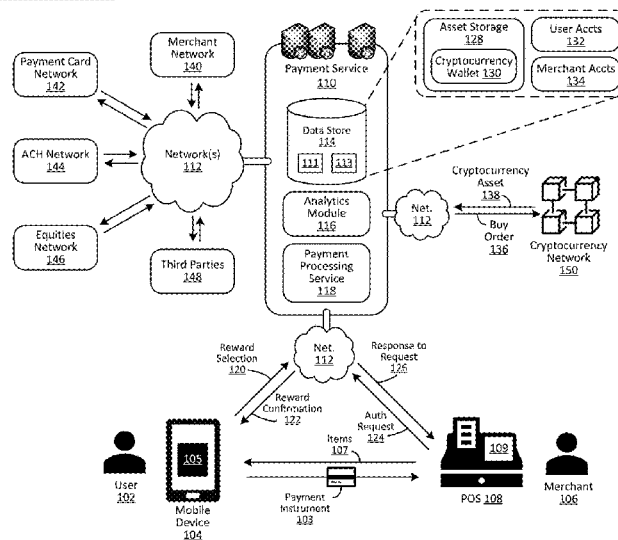 Merchant
Network
140
Payment Card
Network
142
ACH Network
144
Equities
Network
146
Third Parties
148
Network(s)
112
Payment Service
110
Data Store
114
111
113
Analytics
Module
116
Payment
Processing
Service
118
Asset Storage
128
Cryptocurrency
Wallet 130
User Accts
132
Merchant Accts
134
Net.
112
Cryptocurrency
Asset
138
Buy
Order
136
Cryptocurrency
Network
150
Net.
112
Reward
Selection
120
Reward
Confirmation
122
Response to
Request
126
Auth
Request
124
Items
107
Payment
Instrument
103
User
102
105
Mobile
Device
104
109
POS 108
Merchant
106